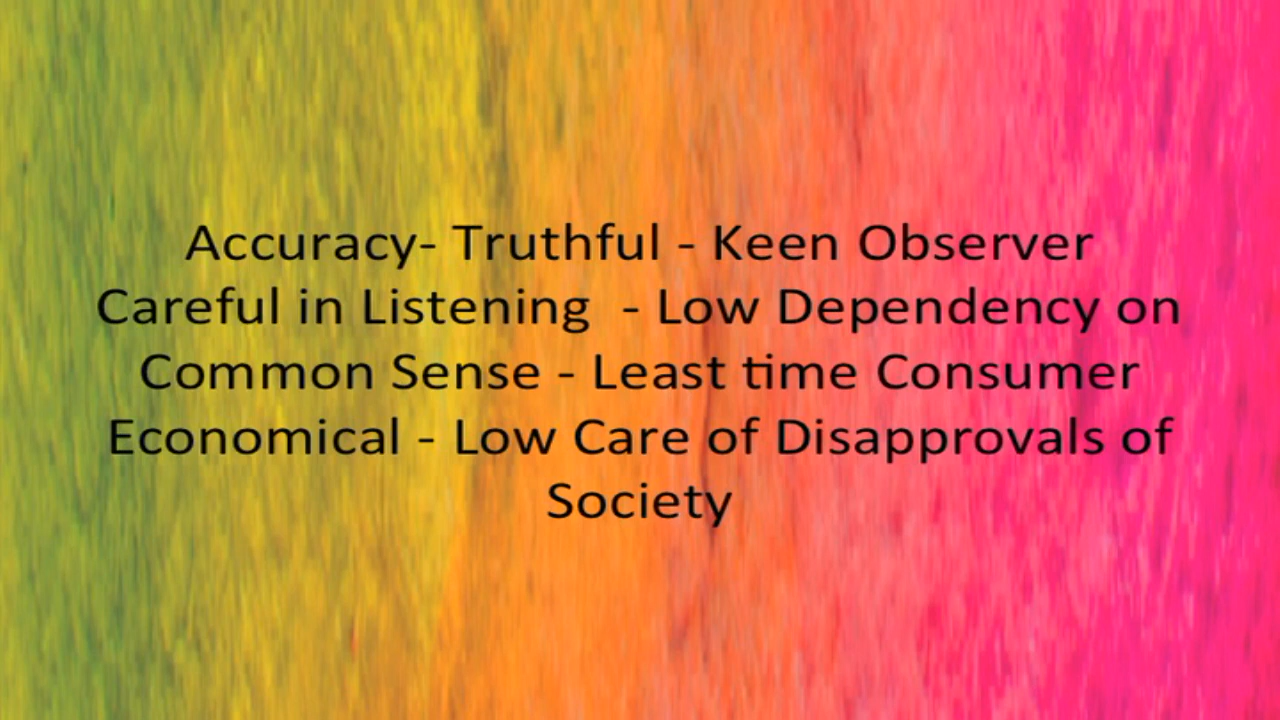 Accuracy- Truthful - Keen Observer
Careful in Listening  - Low Dependency on
Common Sense - Least time Consumer
Economical - Low Care of Disapprovals of
Society